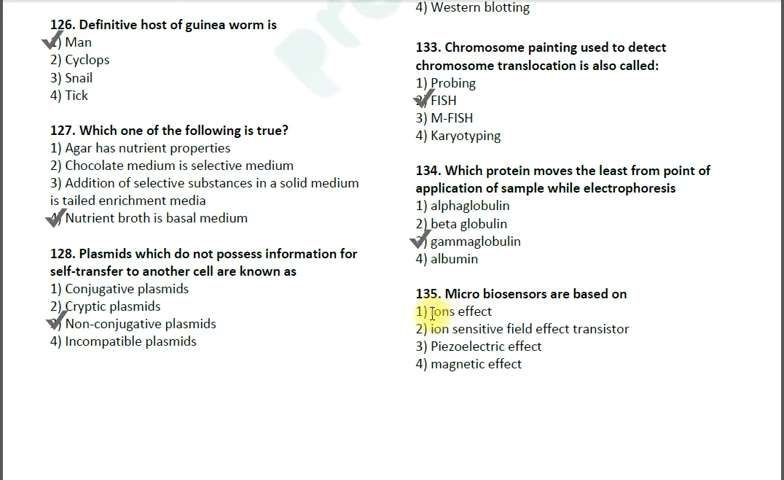 126. Definitive host of guinea worm is
1) Man
2) Cyclops
3) Snail
4) Tick
127. Which one of the following is true?
1) Agar has nutrient properties
2) Chocolate medium is selective medium
3) Addition of selective substances in a solid medium
is tailed enrichment media
4) Nutrient broth is basal medium
128. Plasmids which do not possess information for
self-transfer to another cell are known as
1) Conjugative plasmids
2) Cryptic plasmids
3) Non-conjugative plasmids
4) Incompatible plasmids
4) Western blotting
133. Chromosome painting used to detect
chromosome translocation is also called:
1) Probing
2) FISH
3) M-FISH
4) Karyotyping
134. Which protein moves the least from point of
application of sample while electrophoresis
1) alphaglobulin
2) beta globulin
3) gammaglobulin
4) albumin
135. Micro biosensors are based on
1) ions effect
2) ion sensitive field effect transistor
3) Piezoelectric effect
4) magnetic effect